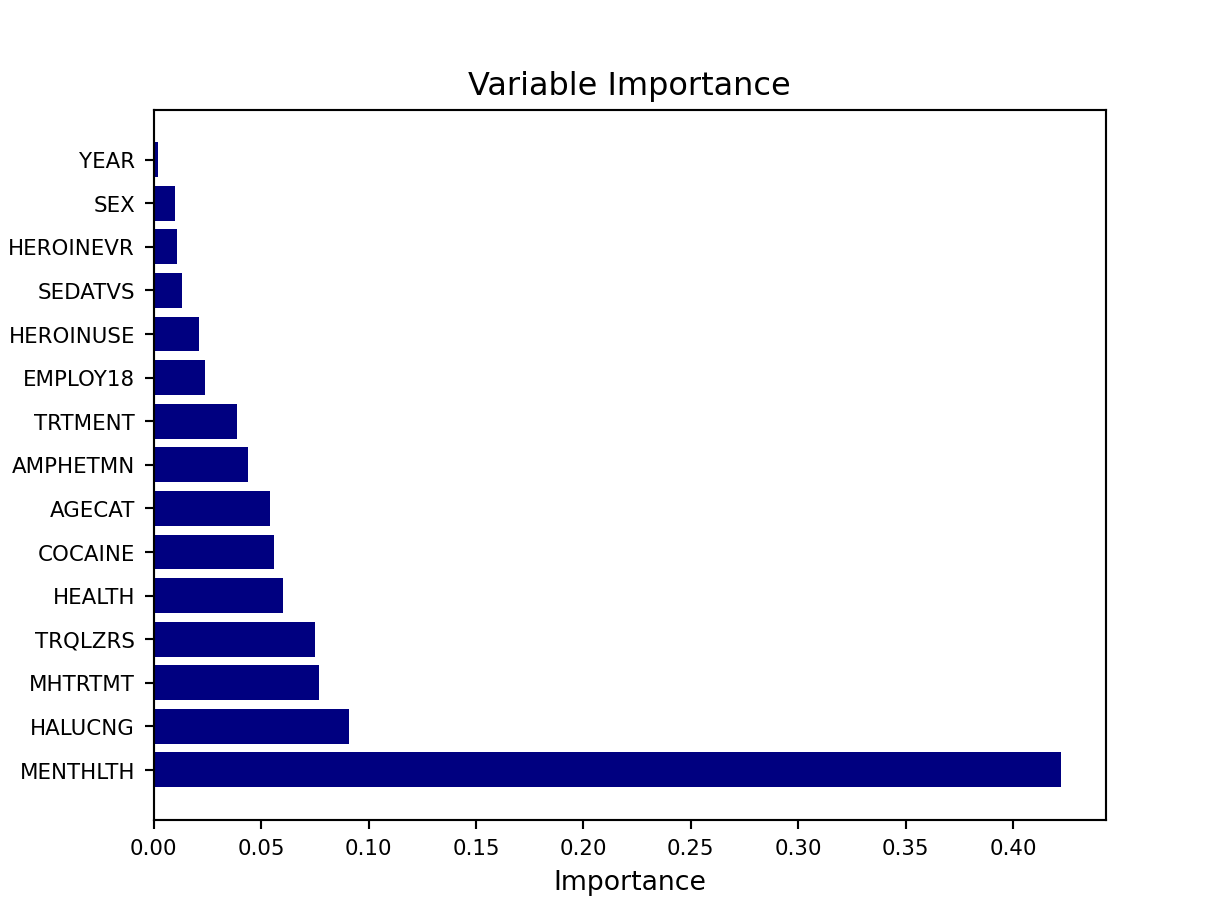 Variable Importance
YEAR
SEX
HEROINEVR
SEDATVS
HEROINUSE
EMPLOY18
TRTMENT
AMPHETMN
AGECAT
COCAINE
HEALTH
TRQLZRS
MHTRTMT
HALUCNG
MENTHLTH
0.00 0.05 0.10 0.15 0.20 0.25 0.30 0.35 0.40
Importance